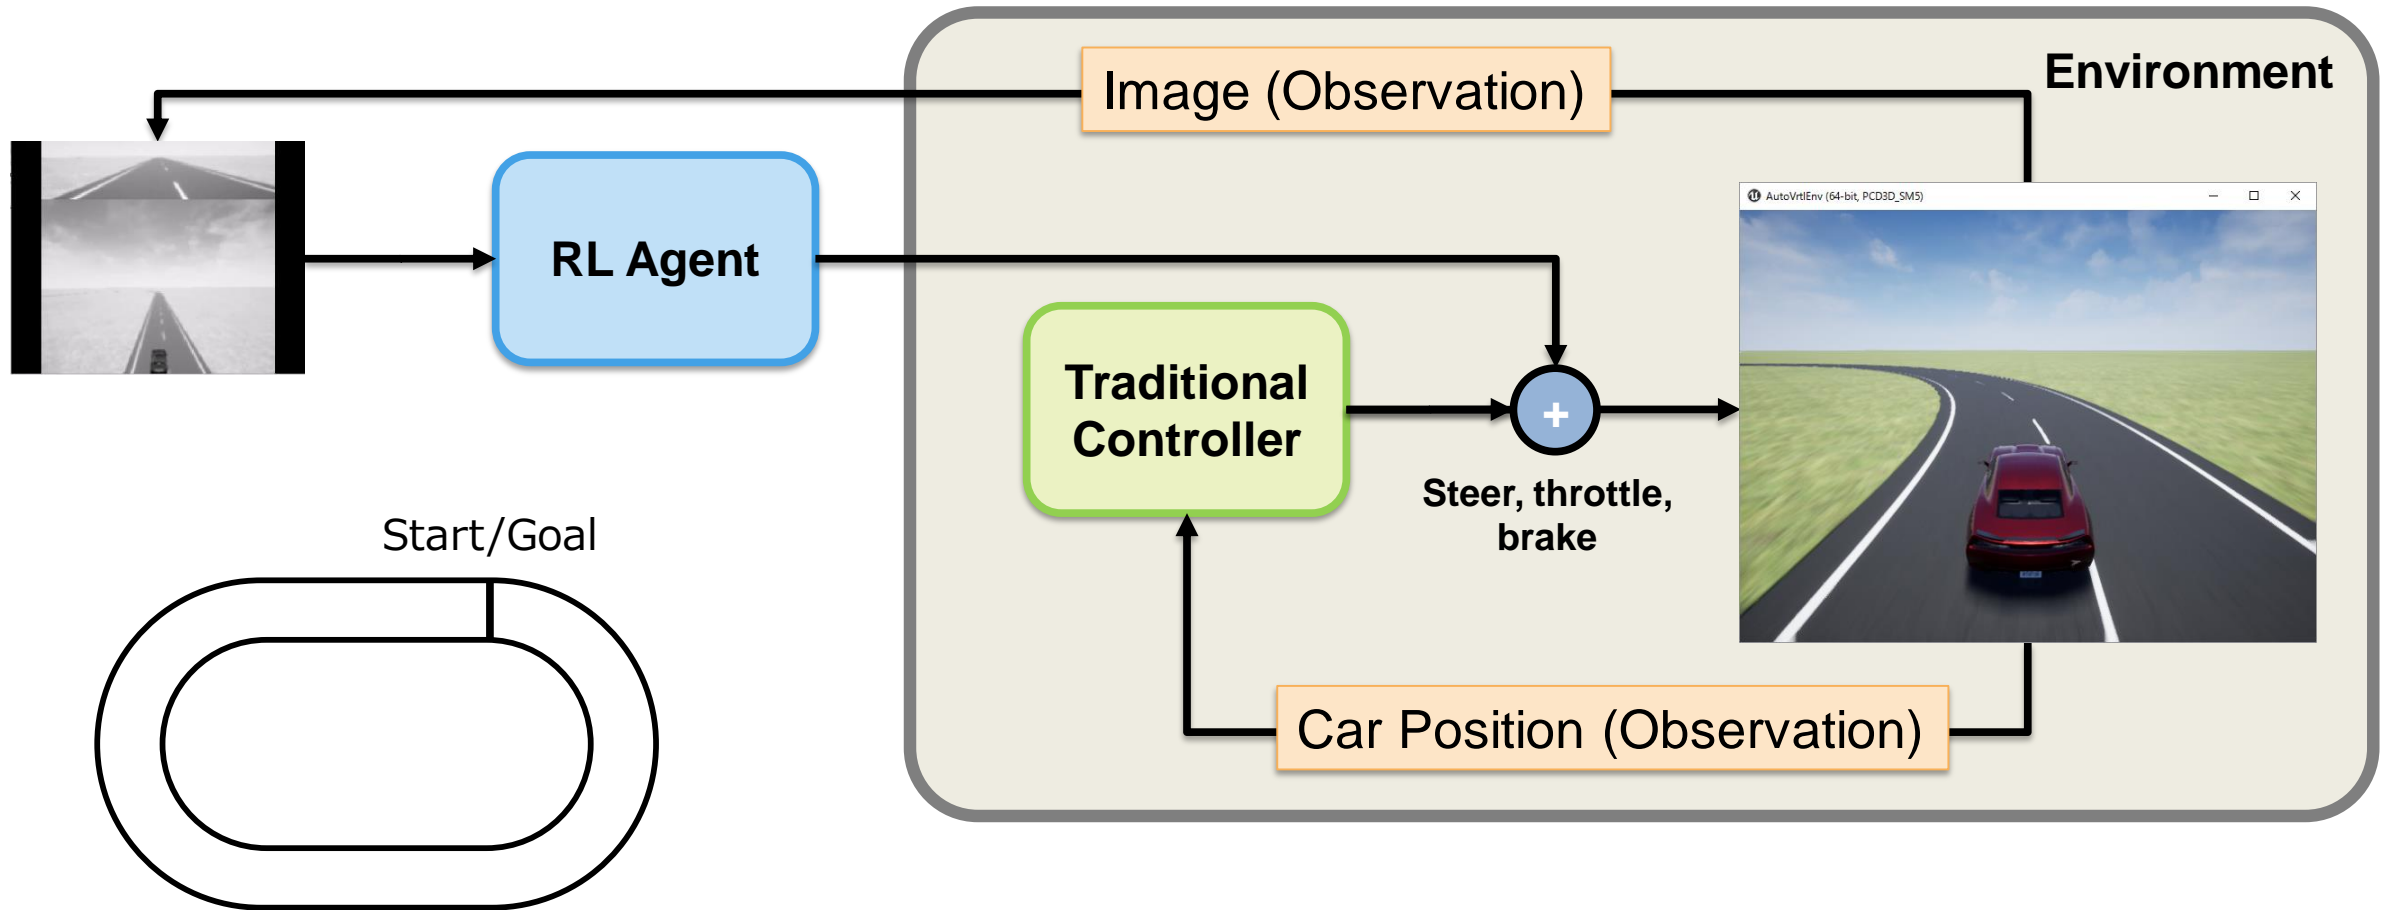 Environment
Image (Observation)
AutoVrtlEnv (64-bit, PCD3D_SM5)
RL Agent
Traditional
Controller
+
Steer, throttle,
brake
Start/Goal
Car Position (Observation)